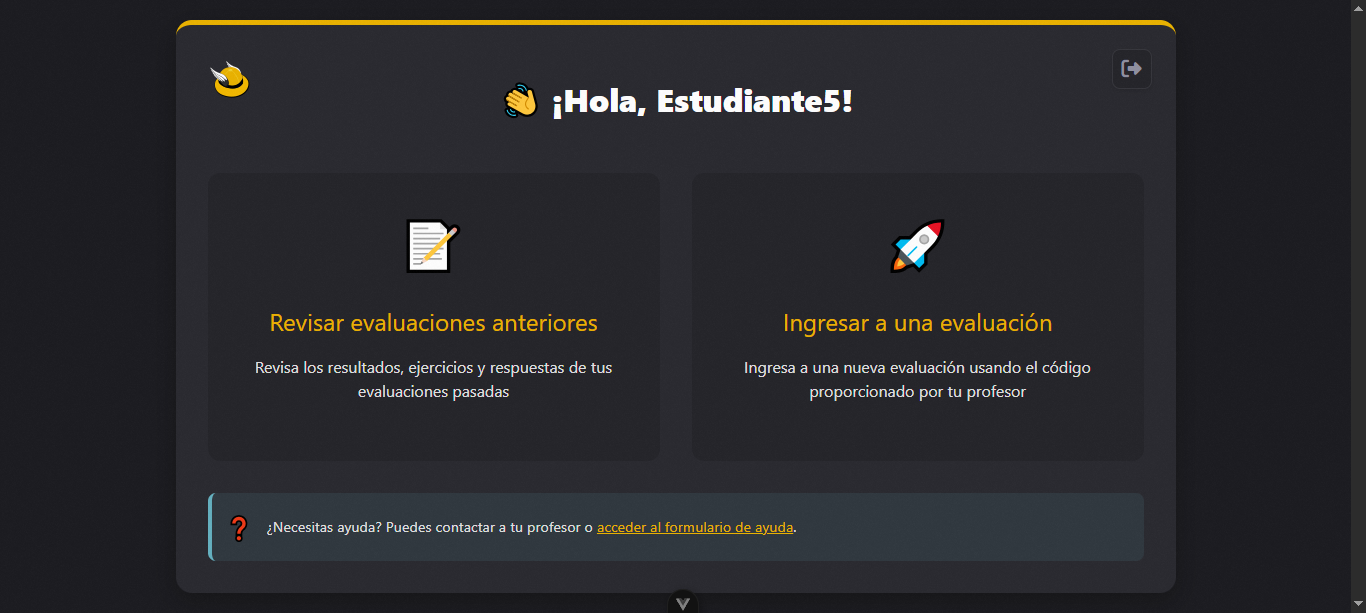 ¡Hola, Estudiante5!
Revisar evaluaciones anteriores
Revisa los resultados, ejercicios y respuestas de tus
evaluaciones pasadas
Ingresar a una evaluación
Ingresa a una nueva evaluación usando el código
proporcionado por tu profesor
¿Necesitas ayuda? Puedes contactar a tu profesor o acceder al formulario de ayuda.